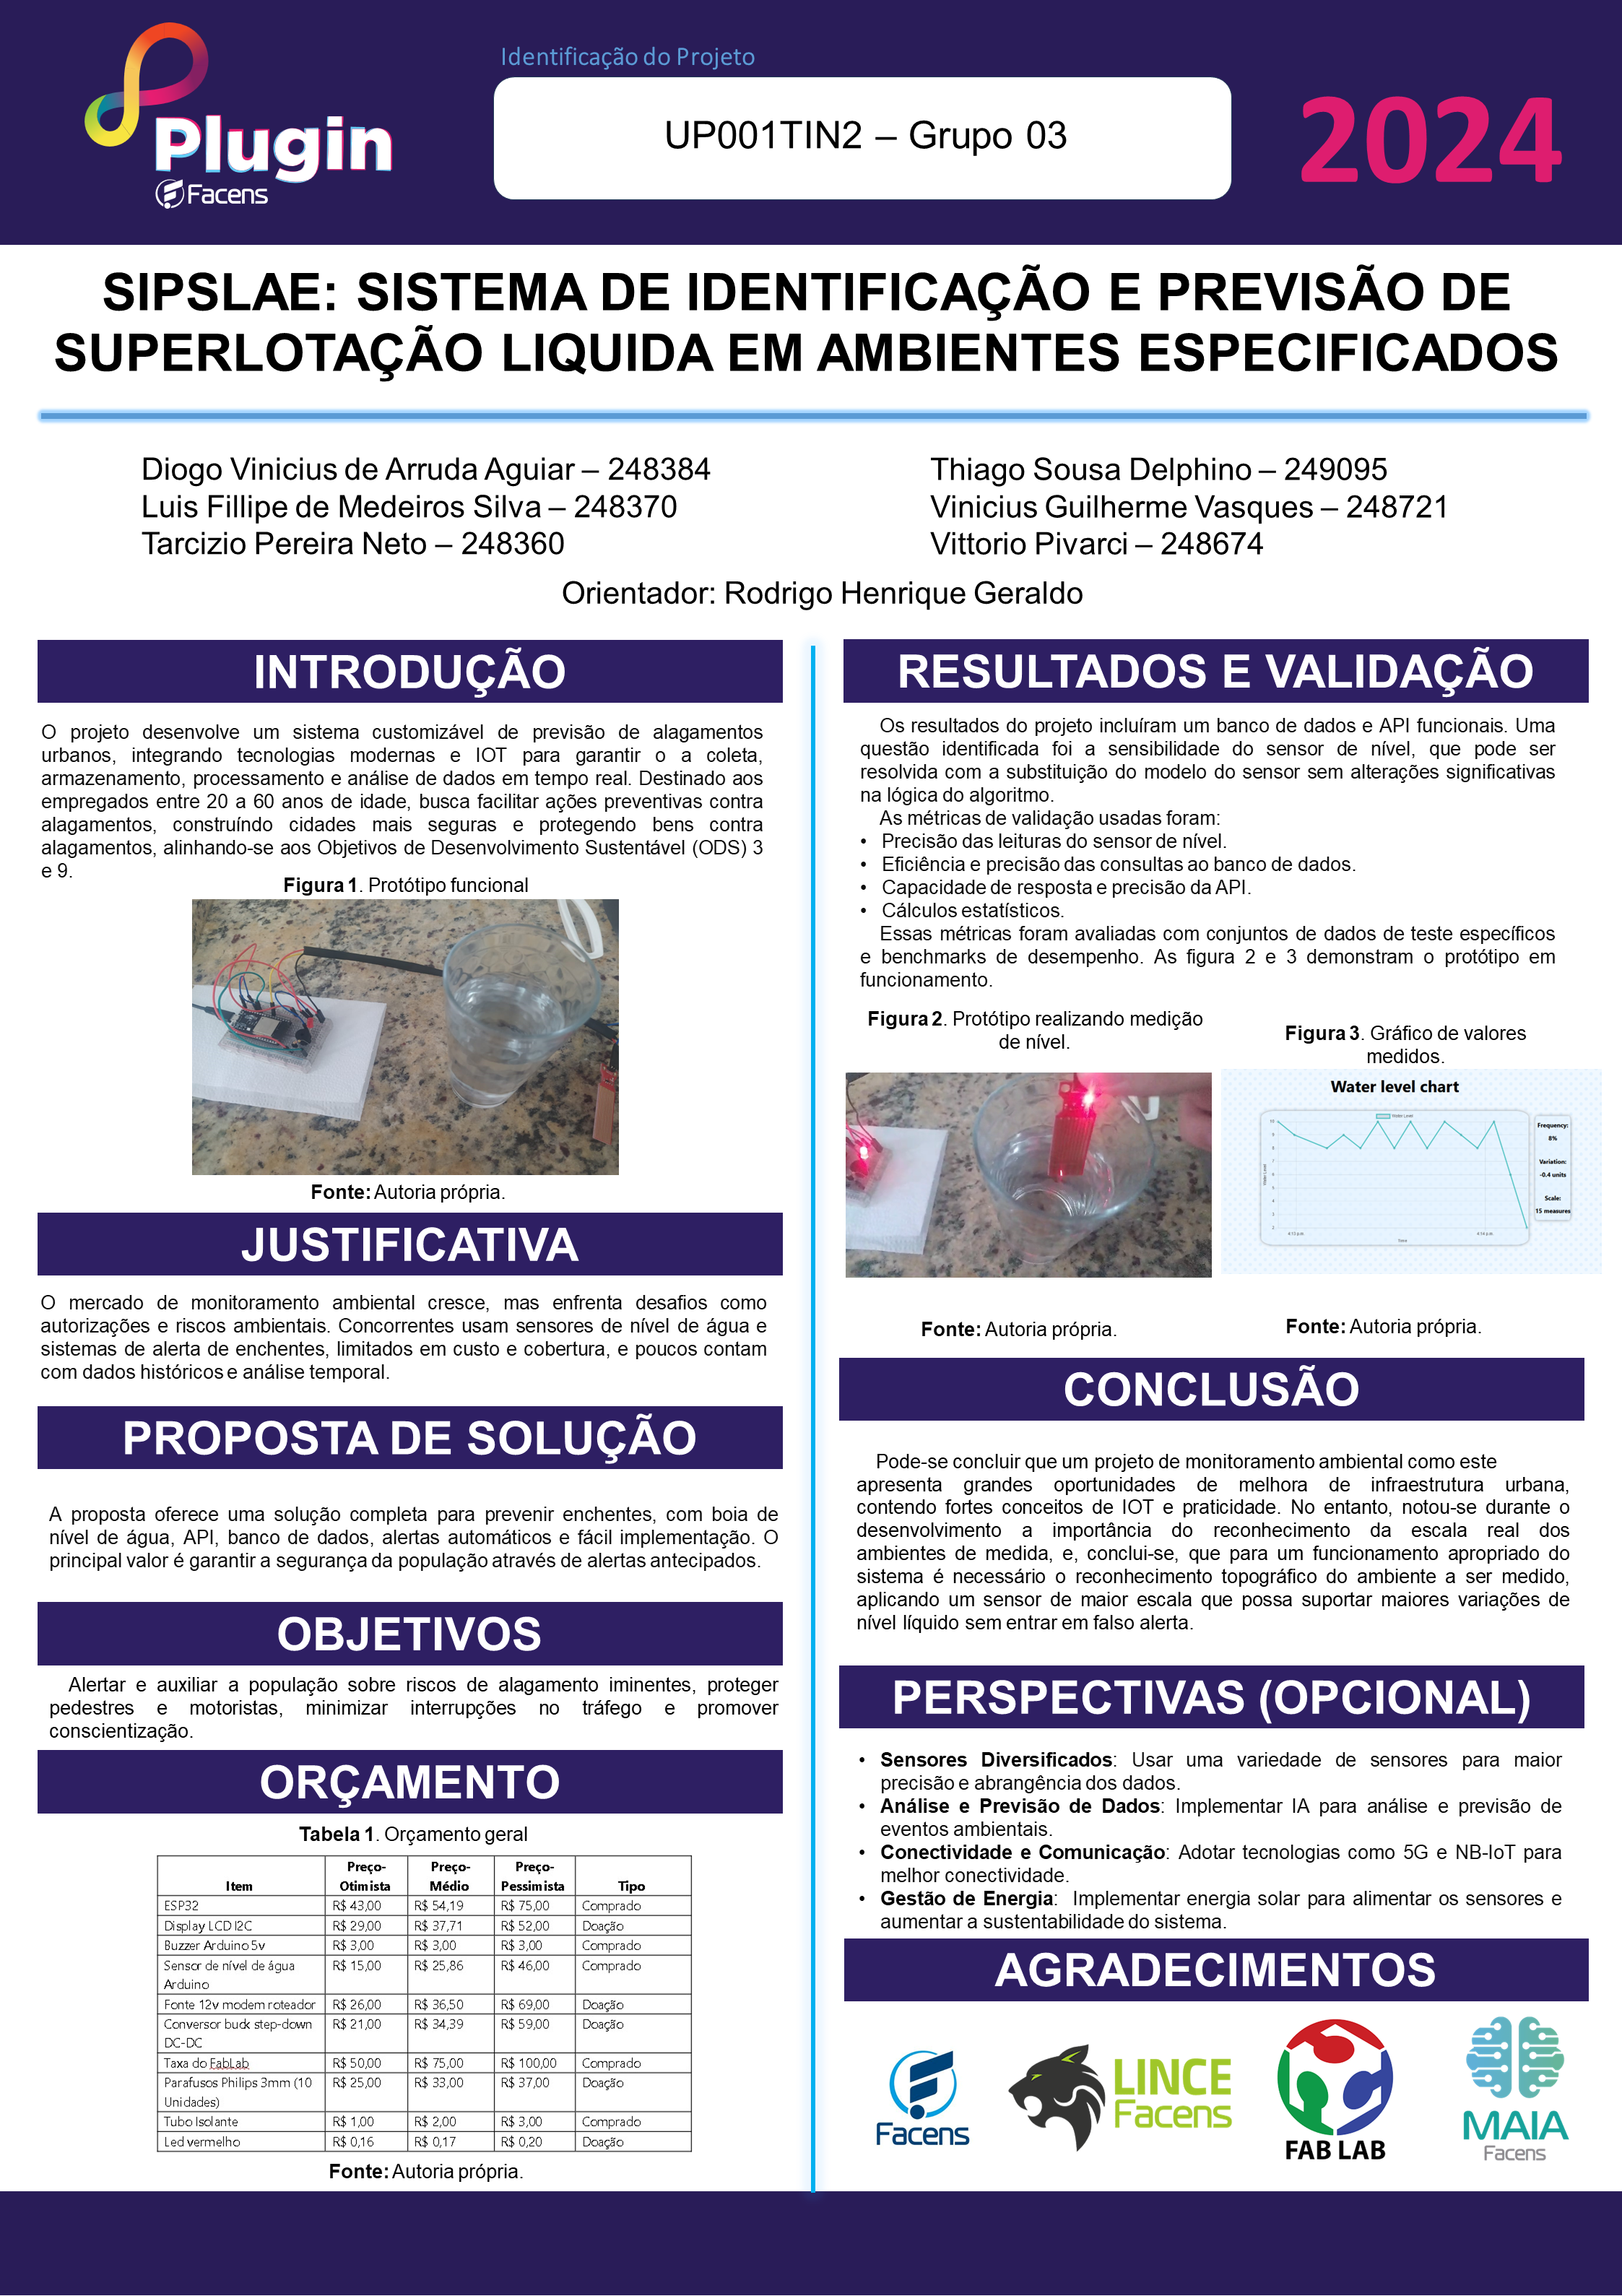 Plugin
Facens
Identificação do Projeto
UP001TIN2 – Grupo 03
2024
SIPSLAE: SISTEMA DE IDENTIFICAÇÃO E PREVISÃO DE
SUPERLOTAÇÃO LIQUIDA EM AMBIENTES ESPECIFICADOS
Diogo Vinicius de Arruda Aguiar – 248384
Luis Fillipe de Medeiros Silva – 248370
Tarcizio Pereira Neto – 248360
Thiago Sousa Delphino – 249095
Vinicius Guilherme Vasques – 248721
Vittorio Pivarci – 248674
Orientador: Rodrigo Henrique Geraldo
INTRODUÇÃO
O projeto desenvolve um sistema customizável de previsão de alagamentos
urbanos, integrando tecnologias modernas e IOT para garantir o a coleta,
armazenamento, processamento e análise de dados em tempo real. Destinado aos
empregados entre 20 a 60 anos de idade, busca facilitar ações preventivas contra
alagamentos, construíndo cidades mais seguras e protegendo bens contra
alagamentos, alinhando-se aos Objetivos de Desenvolvimento Sustentável (ODS) 3
e 9.
Figura 1. Protótipo funcional
Fonte: Autoria própria.
JUSTIFICATIVA
O mercado de monitoramento ambiental cresce, mas enfrenta desafios como
autorizações e riscos ambientais. Concorrentes usam sensores de nível de água e
sistemas de alerta de enchentes, limitados em custo e cobertura, e poucos contam
com dados históricos e análise temporal.
PROPOSTA DE SOLUÇÃO
A proposta oferece uma solução completa para prevenir enchentes, com boia de
nível de água, API, banco de dados, alertas automáticos e fácil implementação. O
principal valor é garantir a segurança da população através de alertas antecipados.
OBJETIVOS
Alertar e auxiliar a população sobre riscos de alagamento iminentes, proteger
pedestres e motoristas, minimizar interrupções no tráfego e promover
conscientização.
ORÇAMENTO
Tabela 1. Orçamento geral
Item Preço-Otimista Preço-Médio Preço-Pessimista Tipo
ESP32 R$ 43,00 R$ 54,19 R$ 75,00 Comprado
Display LCD I2C R$ 29,00 R$ 37,71 R$ 52,00 Doação
Buzzer Arduino 5v R$ 3,00 R$ 3,00 R$ 3,00 Comprado
Sensor de nível de água Arduino R$ 15,00 R$ 25,86 R$ 46,00 Comprado
Fonte 12v modem roteador R$ 26,00 R$ 36,50 R$ 69,00 Doação
Conversor buck step-down DC-DC R$ 21,00 R$ 34,39 R$ 59,00 Doação
Taxa do FabLab R$ 50,00 R$ 75,00 R$ 100,00 Comprado
Parafusos Philips 3mm (10 Unidades) R$ 25,00 R$ 33,00 R$ 37,00 Doação
Tubo Isolante R$ 1,00 R$ 2,00 R$ 3,00 Comprado
Led vermelho R$ 0,16 R$ 0,17 R$ 0,20 Doação
Fonte: Autoria própria.
RESULTADOS E VALIDAÇÃO
Os resultados do projeto incluíram um banco de dados e API funcionais. Uma
questão identificada foi a sensibilidade do sensor de nível, que pode ser
resolvida com a substituição do modelo do sensor sem alterações significativas
na lógica do algoritmo.
As métricas de validação usadas foram:
• Precisão das leituras do sensor de nível.
• Eficiência e precisão das consultas ao banco de dados.
• Capacidade de resposta e precisão da API.
• Cálculos estatísticos.
Essas métricas foram avaliadas com conjuntos de dados de teste específicos
e benchmarks de desempenho. As figura 2 e 3 demonstram o protótipo em
funcionamento.
Figura 2. Protótipo realizando medição
de nível.
Figura 3. Gráfico de valores
medidos.
Water level chart
Water Level
Frequency:
8%
Variation:
-0.4 units
Scale:
15 measures
Time
Fonte: Autoria própria.
Fonte: Autoria própria.
CONCLUSÃO
Pode-se concluir que um projeto de monitoramento ambiental como este
apresenta grandes oportunidades de melhora de infraestrutura urbana,
contendo fortes conceitos de IOT e praticidade. No entanto, notou-se durante o
desenvolvimento a importância do reconhecimento da escala real dos
ambientes de medida, e, conclui-se, que para um funcionamento apropriado do
sistema é necessário o reconhecimento topográfico do ambiente a ser medido,
aplicando um sensor de maior escala que possa suportar maiores variações de
nível líquido sem entrar em falso alerta.
PERSPECTIVAS (OPCIONAL)
• Sensores Diversificados: Usar uma variedade de sensores para maior
precisão e abrangência dos dados.
• Análise e Previsão de Dados: Implementar IA para análise e previsão de
eventos ambientais.
• Conectividade e Comunicação: Adotar tecnologias como 5G e NB-IoT para
melhor conectividade.
• Gestão de Energia: Implementar energia solar para alimentar os sensores e
aumentar a sustentabilidade do sistema.
AGRADECIMENTOS
Facens
LINCE
Facens
FAB LAB
MAIA
Facens